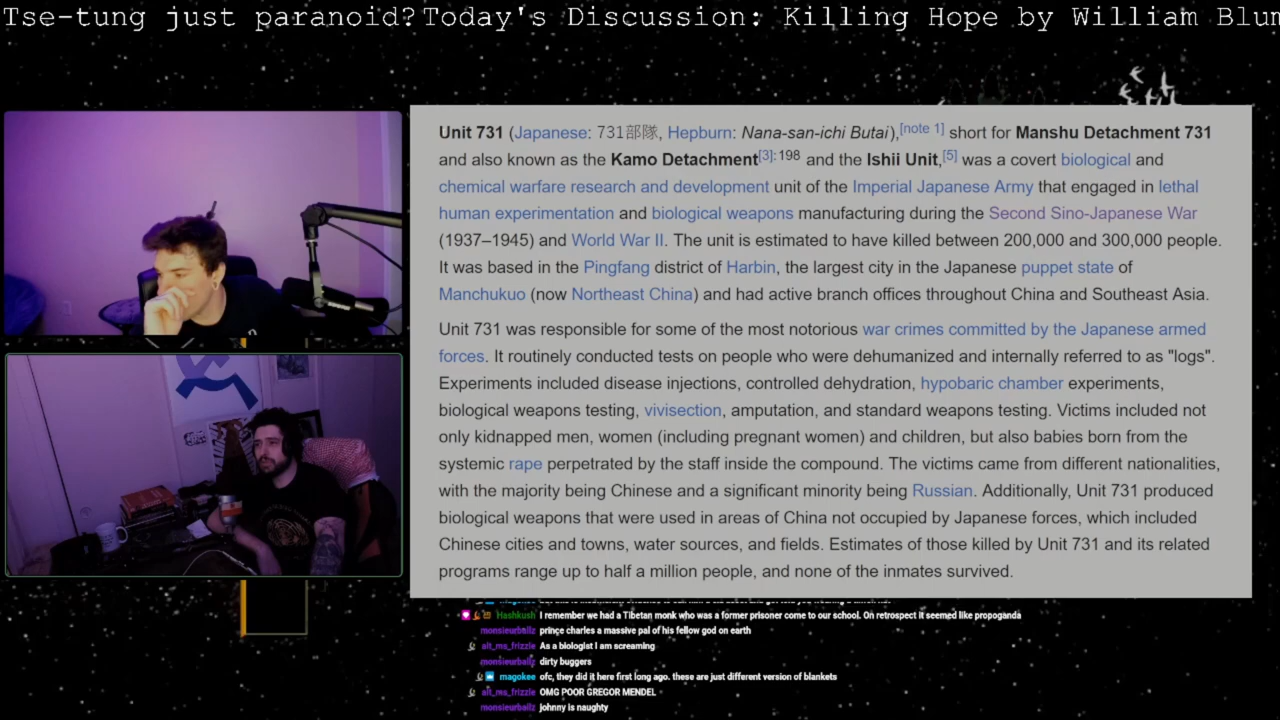 Tse-tung just paranoid? Today's Discussion: Killing Hope by William Blum
Unit 731 (Japanese: 731部隊, Hepburn: Nana-san-ichi Butai),[note 1] short for Manshu Detachment 731
and also known as the Kamo Detachment[3]:198 and the Ishii Unit,[5] was a covert biological and
chemical warfare research and development unit of the Imperial Japanese Army that engaged in lethal
human experimentation and biological weapons manufacturing during the Second Sino-Japanese War
(1937–1945) and World War II. The unit is estimated to have killed between 200,000 and 300,000 people.
It was based in the Pingfang district of Harbin, the largest city in the Japanese puppet state of
Manchukuo (now Northeast China) and had active branch offices throughout China and Southeast Asia.
Unit 731 was responsible for some of the most notorious war crimes committed by the Japanese armed
forces. It routinely conducted tests on people who were dehumanized and internally referred to as "logs".
Experiments included disease injections, controlled dehydration, hypobaric chamber experiments,
biological weapons testing, vivisection, amputation, and standard weapons testing. Victims included not
only kidnapped men, women (including pregnant women) and children, but also babies born from the
systemic rape perpetrated by the staff inside the compound. The victims came from different nationalities,
with the majority being Chinese and a significant minority being Russian. Additionally, Unit 731 produced
biological weapons that were used in areas of China not occupied by Japanese forces, which included
Chinese cities and towns, water sources, and fields. Estimates of those killed by Unit 731 and its related
programs range up to half a million people, and none of the inmates survived.
Hashkush I remember we had a Tibetan monk who was a former prisoner come to our school. On retrospect it seemed like propaganda
monsieurballz prince charles a massive pal of his fellow god on earth
alt_ms_frizzle As a biologist I am screaming
monsieurballz dirty buggers
magokee ofc, they did it here first long ago. these are just different version of blankets
alt_ms_frizzle OMG POOR GREGOR MENDEL
monsieurballz johnny is naughty